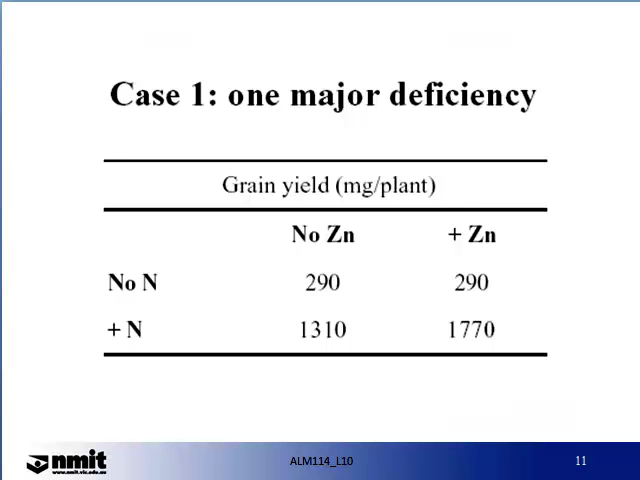 Case 1: one major deficiency
Grain yield (mg/plant)
No Zn + Zn
No N 290 290
+ N 1310 1770
nmit
www.nmit.vic.edu.au
ALM114_L10
11